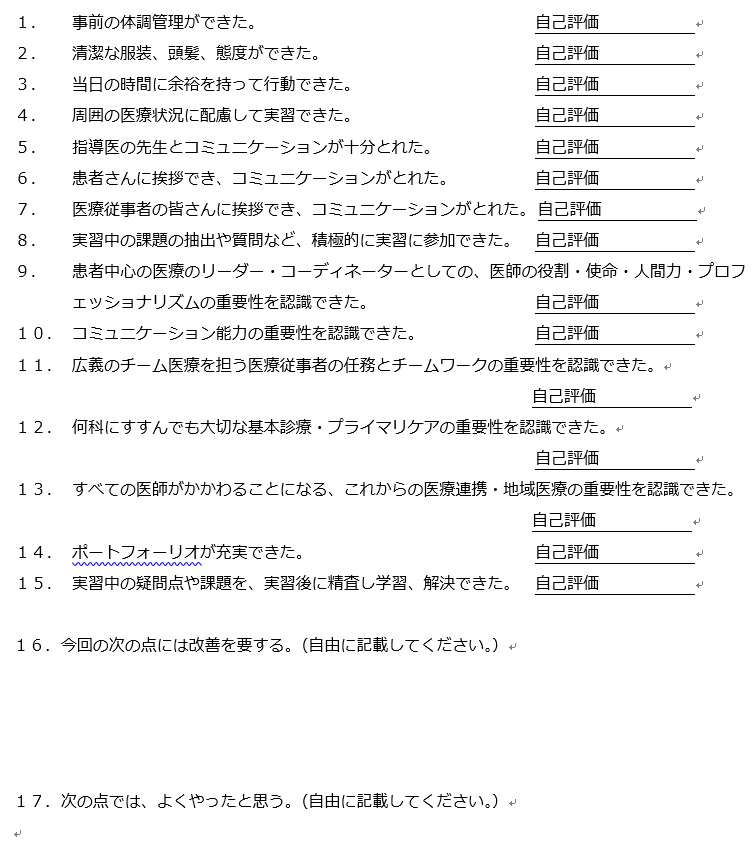 １．　事前の体調管理ができた。　自己評価
２．　清潔な服装、頭髪、態度ができた。　自己評価
３．　当日の時間に余裕を持って行動できた。　自己評価
４．　周囲の医療状況に配慮して実習できた。　自己評価
５．　指導医の先生とコミュニケーションが十分とれた。　自己評価
６．　患者さんに挨拶でき、コミュニケーションがとれた。　自己評価
７．　医療従事者の皆さんに挨拶でき、コミュニケーションがとれた。自己評価
８．　実習中の課題の抽出や質問など、積極的に実習に参加できた。　自己評価
９．　患者中心の医療のリーダー・コーディネーターとしての、医師の役割・使命・人間力・プロフ
ェッショナリズムの重要性を認識できた。　自己評価
１０．　コミュニケーション能力の重要性を認識できた。　自己評価
１１．　広義のチーム医療を担う医療従事者の任務とチームワークの重要性を認識できた。
自己評価
１２．　何科にすすんでも大切な基本診療・プライマリケアの重要性を認識できた。
自己評価
１３．　すべての医師がかかわることになる、これからの医療連携・地域医療の重要性を認識できた。
自己評価
１４．　ポートフォーリオが充実できた。　自己評価
１５．　実習中の疑問点や課題を、実習後に精査し学習、解決できた。　自己評価
１６．今回の次の点には改善を要する。（自由に記載してください。）
１７．次の点では、よくやったと思う。（自由に記載してください。）